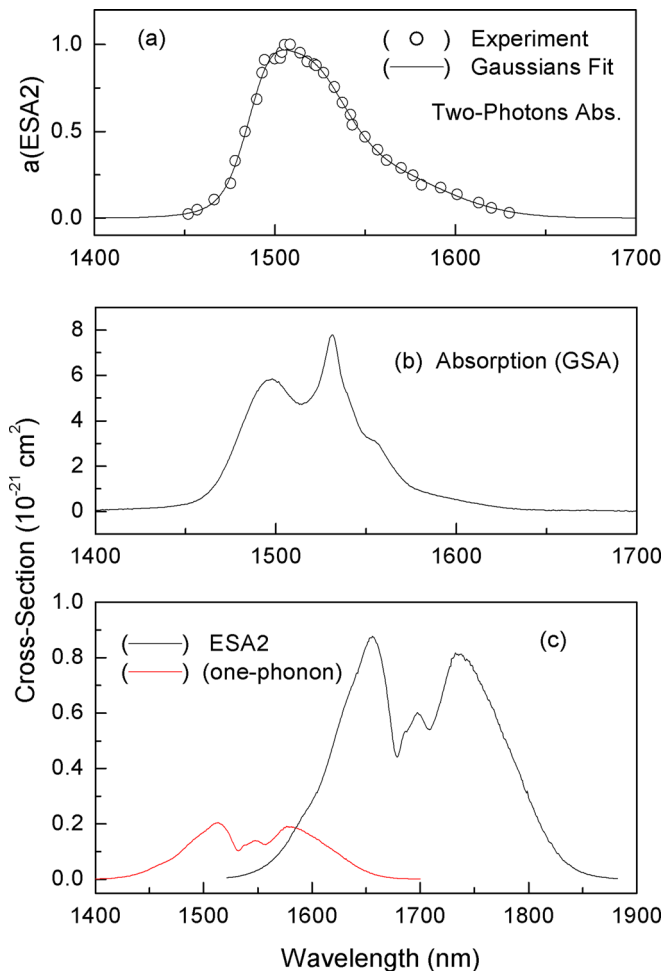 (a)
( ○ ) Experiment
(——) Gaussians Fit
Two-Photons Abs.
a(ESA2)
1.0
0.5
0.0
1400 1500 1600 1700
(b) Absorption (GSA)
8
6
4
2
0
1400 1500 1600 1700
Cross-Section (10⁻²¹ cm²)
(c)
(——) ESA2
(——) (one-phonon)
1.0
0.8
0.6
0.4
0.2
0.0
1400 1500 1600 1700 1800 1900
Wavelength (nm)